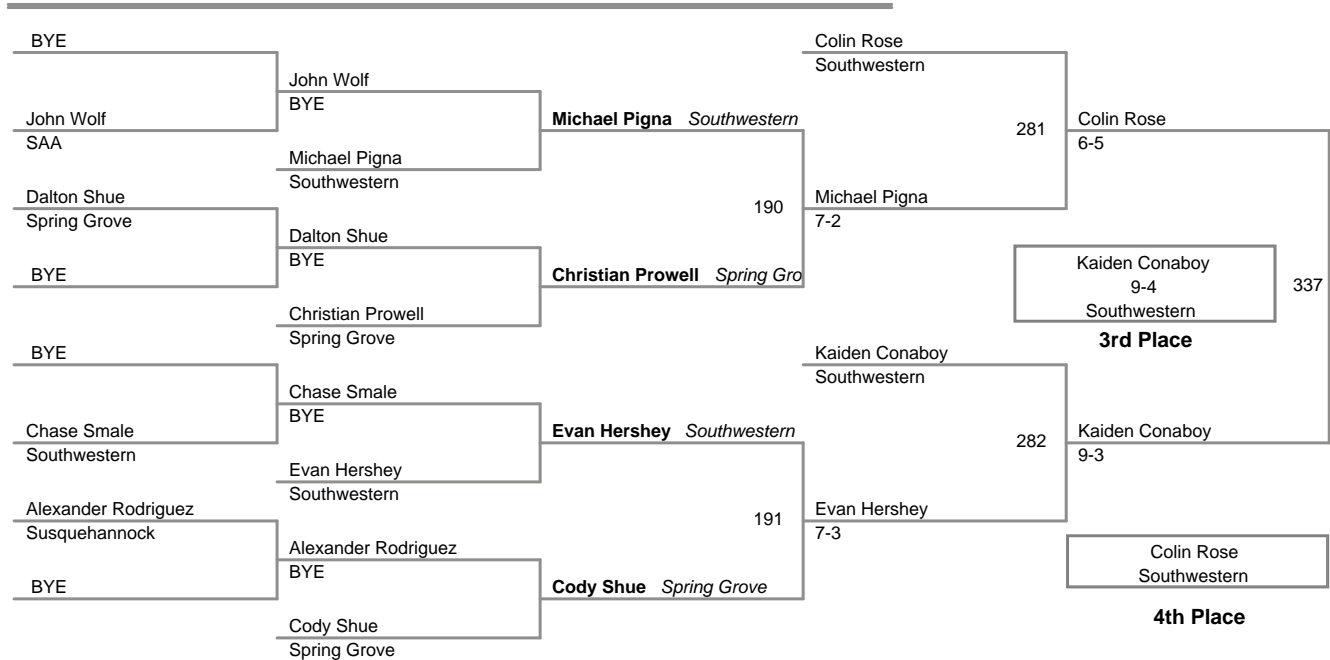 BYE
John Wolf
SAA
Dalton Shue
Spring Grove
BYE
BYE
Chase Smale
Southwestern
Alexander Rodriguez
Susquehannock
BYE
John Wolf
BYE
Michael Pigna
Southwestern
Dalton Shue
BYE
Christian Prowell
Spring Grove
Chase Smale
BYE
Evan Hershey
Southwestern
Alexander Rodriguez
BYE
Cody Shue
Spring Grove
Michael Pigna Southwestern
190
Christian Prowell Spring Gro
Evan Hershey Southwestern
191
Cody Shue Spring Grove
Colin Rose
Southwestern
281
Michael Pigna
7-2
Kaiden Conaboy
Southwestern
282
Evan Hershey
7-3
Colin Rose
6-5
Kaiden Conaboy
9-4
Southwestern
337
3rd Place
Kaiden Conaboy
9-3
Colin Rose
Southwestern
4th Place